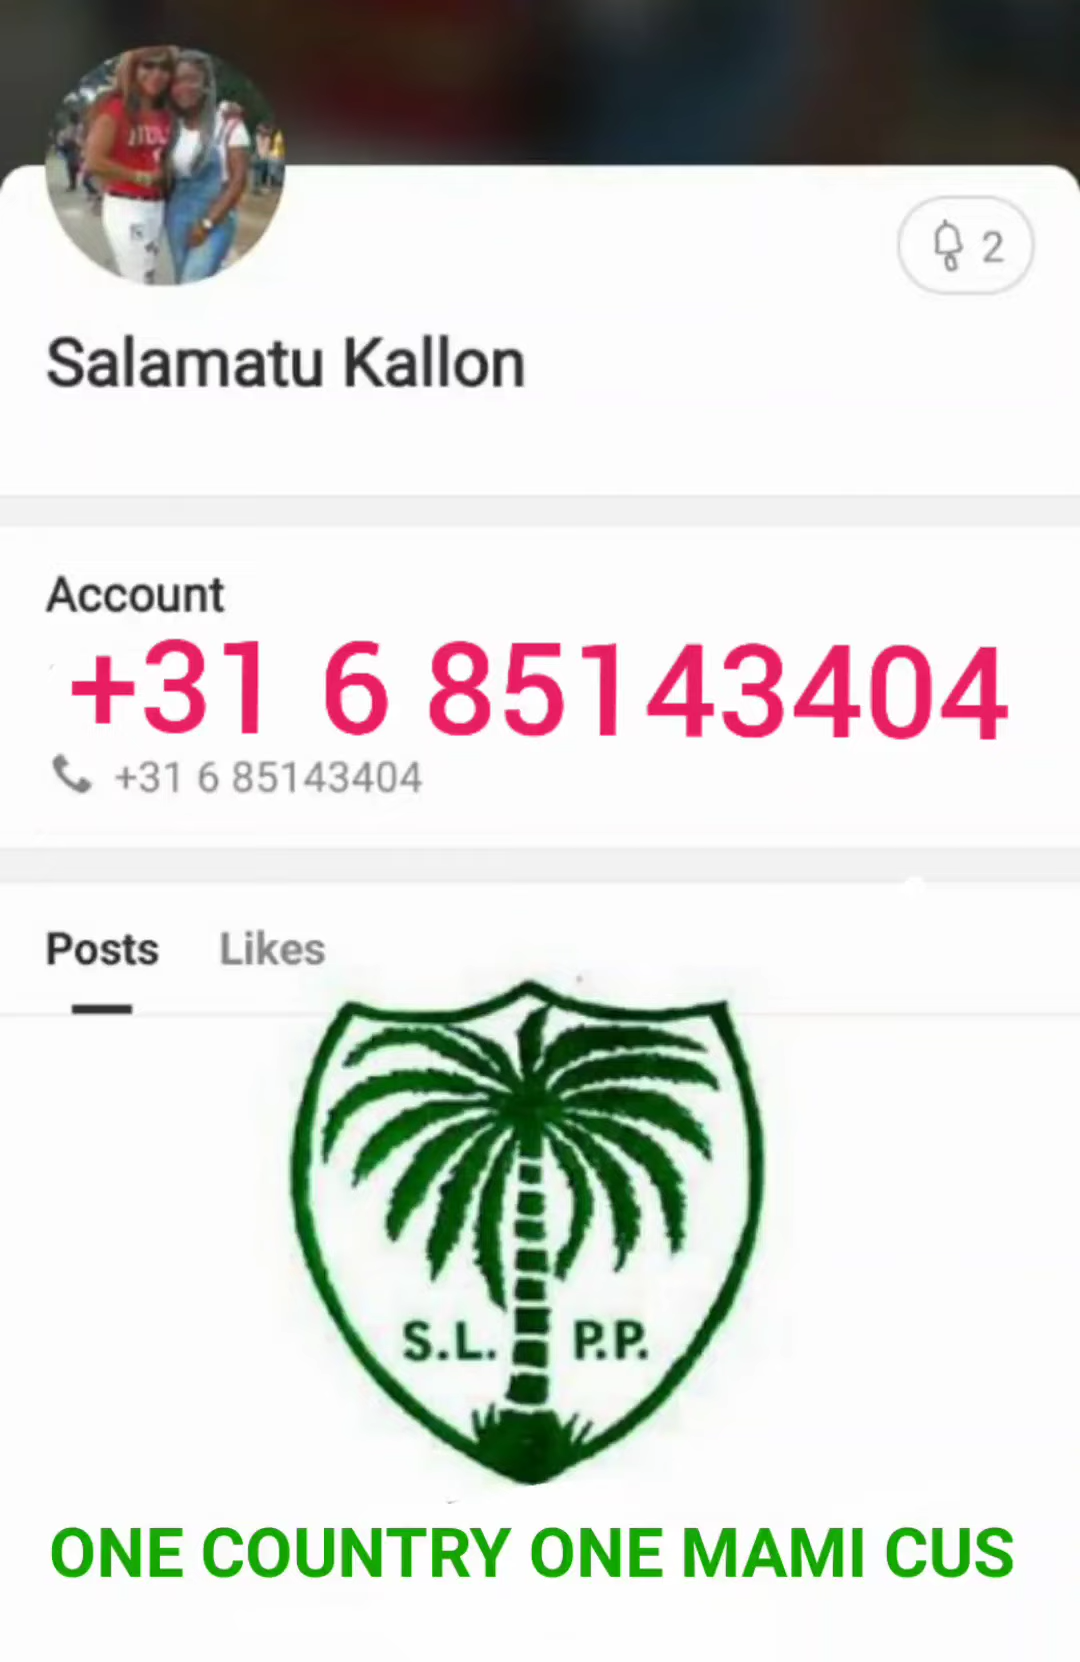 2
Salamatu Kallon
Account
+31 6 85143404
+31 6 85143404
Posts Likes
S.L. P.P.
ONE COUNTRY ONE MAMI CUS